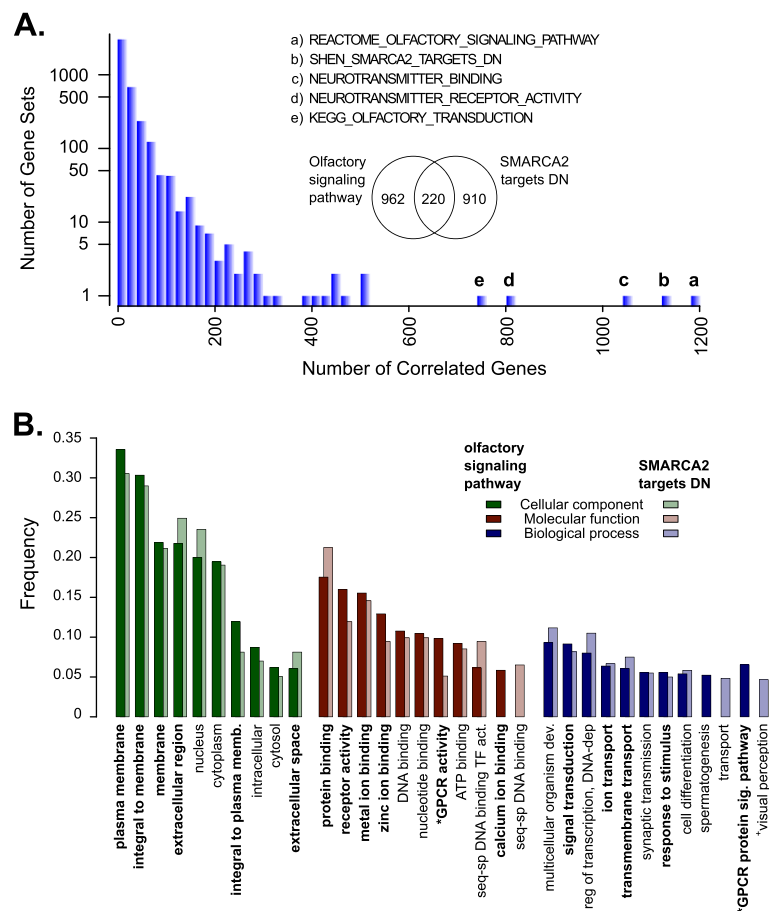 A.
a) REACTOME_OLFACTORY_SIGNALING_PATHWAY
b) SHEN_SMARCA2_TARGETS_DN
c) NEUROTRANSMITTER_BINDING
d) NEUROTRANSMITTER_RECEPTOR_ACTIVITY
e) KEGG_OLFACTORY_TRANSDUCTION
Number of Gene Sets
1000
500
100
50
10
5
1
Olfactory
signaling
pathway
SMARCA2
targets DN
962 220 910
e d c b a
0 200 400 600 800 1000 1200
Number of Correlated Genes
B.
Frequency
0.35
0.30
0.25
0.20
0.15
0.10
0.05
0
olfactory
signaling
pathway
SMARCA2
targets DN
Cellular component
Molecular function
Biological process
plasma membrane
integral to membrane
membrane
extracellular region
nucleus
cytoplasm
integral to plasma memb.
intracellular
cytosol
extracellular space
protein binding
receptor activity
metal ion binding
zinc ion binding
DNA binding
nucleotide binding
*GPCR activity
ATP binding
seq-sp DNA binding TF act.
calcium ion binding
seq-sp DNA binding
multicellular organism dev.
signal transduction
reg of transcription, DNA-dep
ion transport
transmembrane transport
synaptic transmission
response to stimulus
cell differentiation
spermatogenesis
transport
*GPCR protein sig. pathway
⁺visual perception